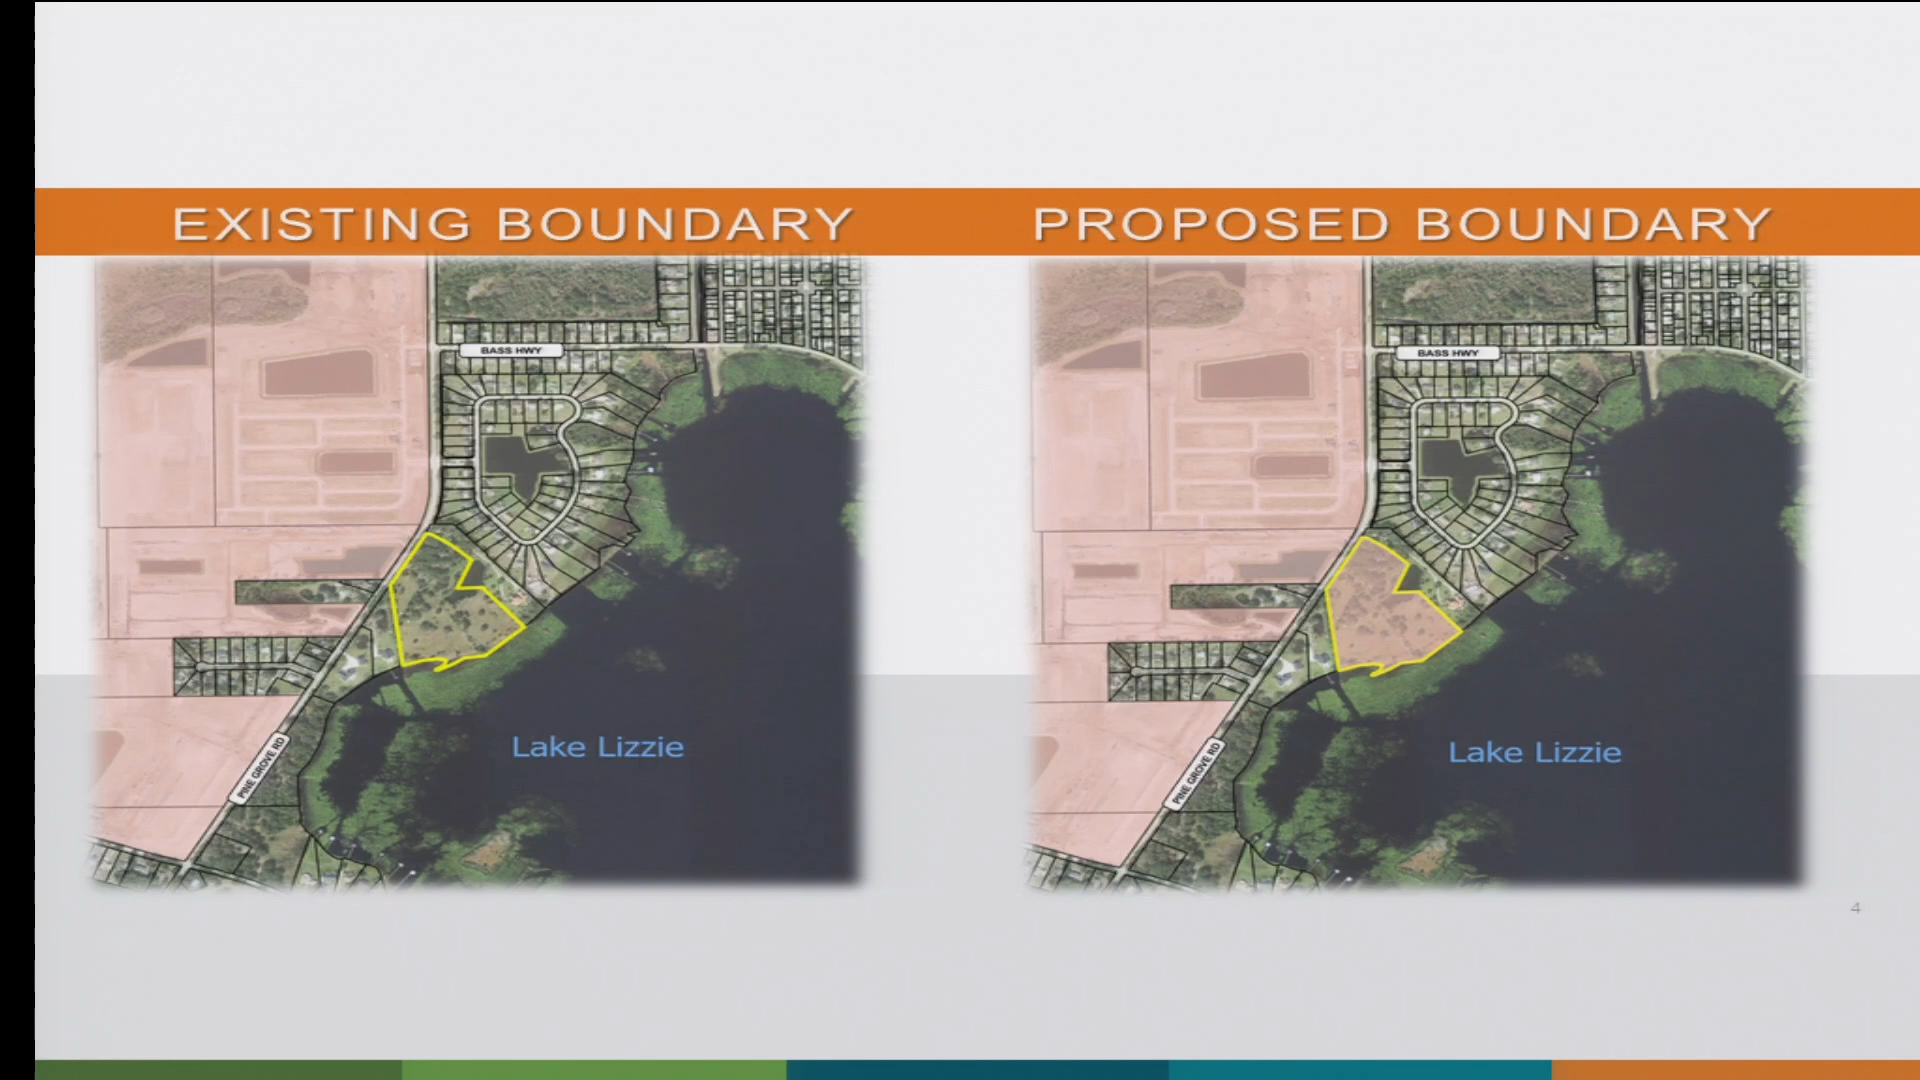 EXISTING BOUNDARY
PROPOSED BOUNDARY
BASS HWY
BASS HWY
Lake Lizzie
Lake Lizzie
PINE GROVE RD
PINE GROVE RD
4